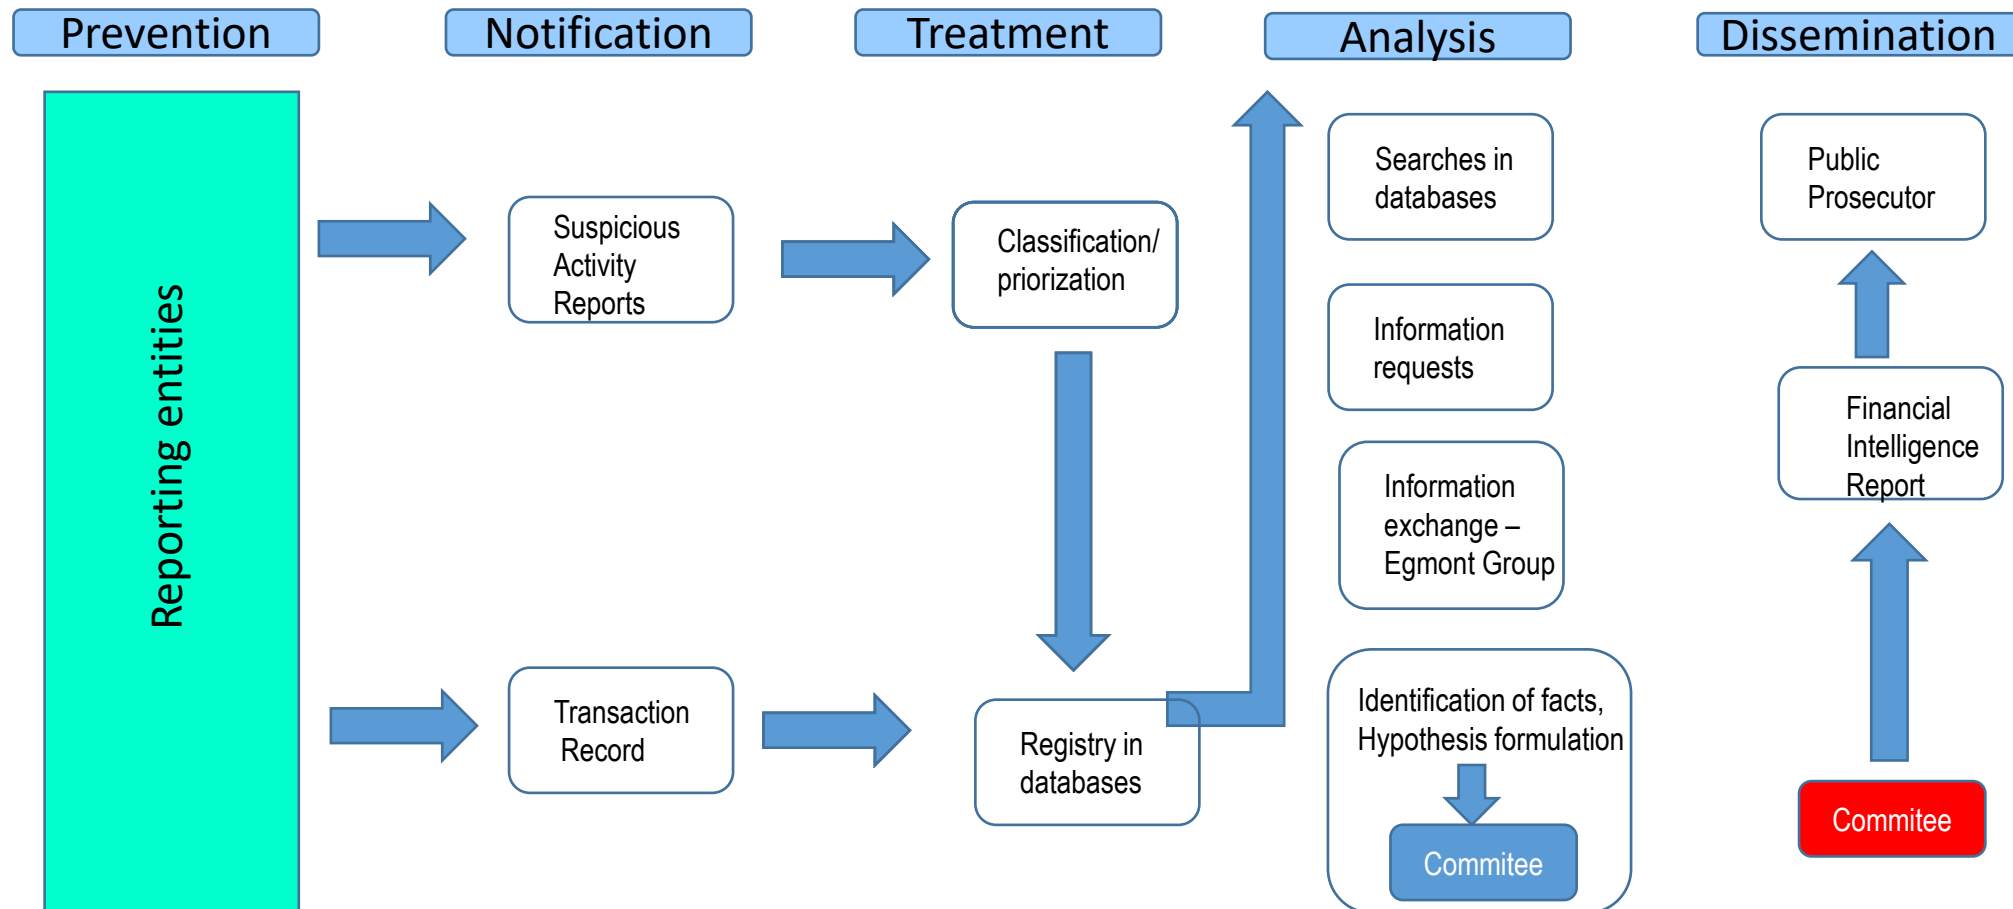 Prevention
Notification
Treatment
Analysis
Dissemination
Reporting entities
Suspicious
Activity
Reports
Transaction
Record
Classification/
priorization
Registry in
databases
Searches in
databases
Information
requests
Information
exchange –
Egmont Group
Identification of facts,
Hypothesis formulation
Commitee
Public
Prosecutor
Financial
Intelligence
Report
Commitee